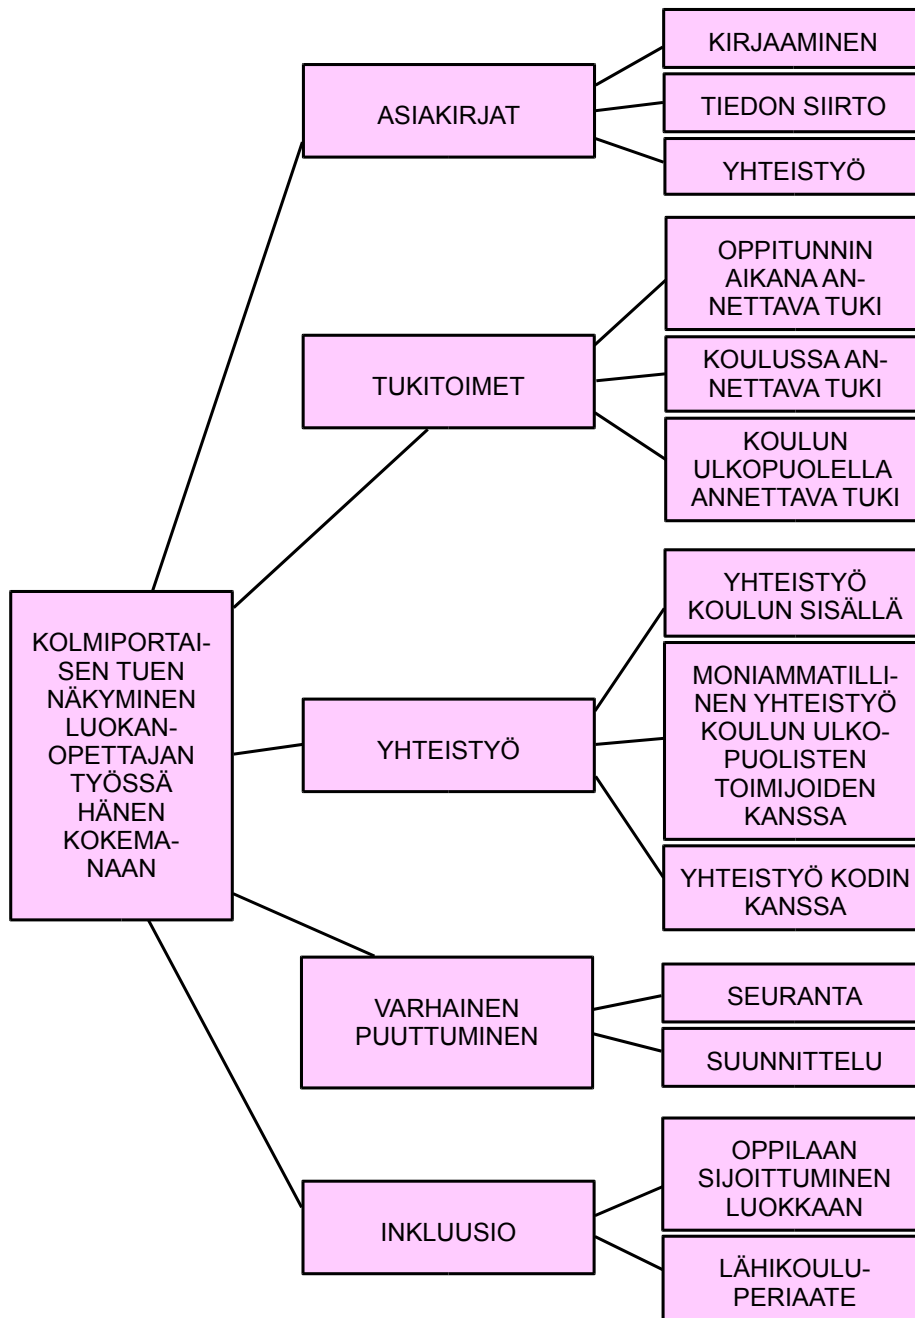 KOLMIPORTAI-
SEN TUEN
NÄKYMINEN
LUOKAN-
OPETTAJAN
TYÖSSÄ
HÄNEN
KOKEMA-
NAAN
ASIAKIRJAT
KIRJAAMINEN
TIEDON SIIRTO
YHTEISTYÖ
TUKITOIMET
OPPITUNNIN
AIKANA AN-
NETTAVA TUKI
KOULUSSA AN-
NETTAVA TUKI
KOULUN
ULKOPUOLELLA
ANNETTAVA TUKI
YHTEISTYÖ
YHTEISTYÖ
KOULUN SISÄLLÄ
MONIAMMATILLI-
NEN YHTEISTYÖ
KOULUN ULKO-
PUOLISTEN
TOIMIJOIDEN
KANSSA
YHTEISTYÖ KODIN
KANSSA
VARHAINEN
PUUTTUMINEN
SEURANTA
SUUNNITTELU
INKLUUSIO
OPPILAAN
SIJOITTUMINEN
LUOKKAAN
LÄHIKOULU-
PERIAATE